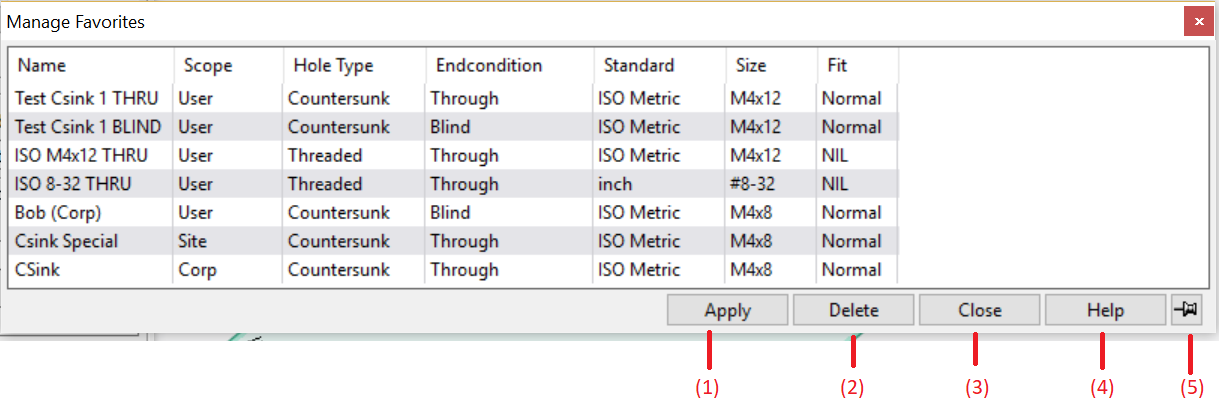 Manage Favorites
Name Scope Hole Type Endcondition Standard Size Fit
Test Csink 1 THRU User Countersunk Through ISO Metric M4x12 Normal
Test Csink 1 BLIND User Countersunk Blind ISO Metric M4x12 Normal
ISO M4x12 THRU User Threaded Through ISO Metric M4x12 NIL
ISO 8-32 THRU User Threaded Through inch #8-32 NIL
Bob (Corp) User Countersunk Blind ISO Metric M4x8 Normal
Csink Special Site Countersunk Through ISO Metric M4x8 Normal
CSink Corp Countersunk Through ISO Metric M4x8 Normal
Apply Delete Close Help
(1) (2) (3) (4) (5)